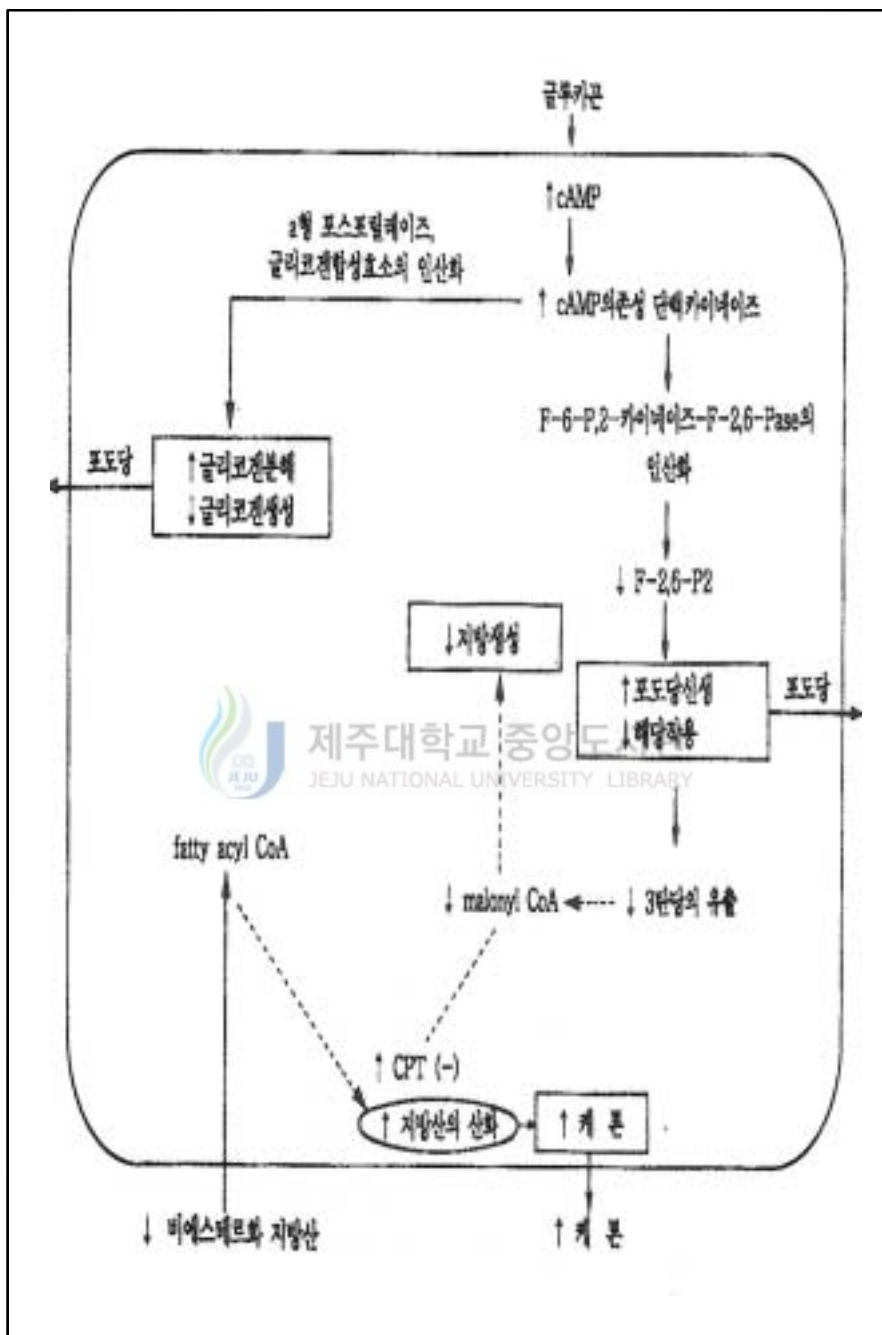 글루카곤
↑cAMP
a형 포스포릴레이즈,
글리코겐합성효소의 인산화
↑ cAMP의존성 단백카이네이즈
F-6-P,2-카이네이즈-F-2,6-Pase의
인산화
포도당
↑글리코겐분해
↓글리코겐생성
↓ F-2,6-P2
↓지방생성
↑포도당신생
↓해당작용
포도당
제주대학교 중앙도서
JEJU NATIONAL UNIVERSITY LIBRARY
JEJU
1952
fatty acyl CoA
↓ malonyl CoA
↓ 3탄당의 유출
↑ CPT (-)
↑ 지방산의 산화
↑ 케 톤
↓ 비에스테르화 지방산
↑ 케 톤